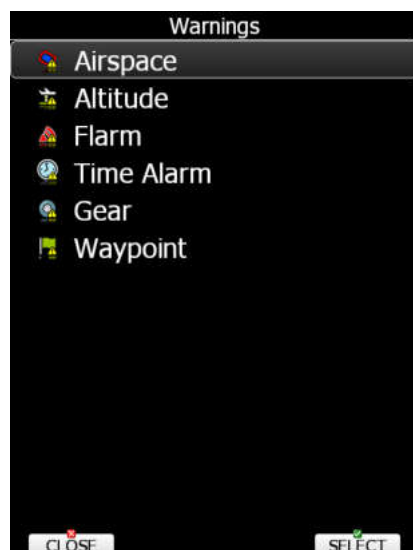 Warnings
Airspace
Altitude
Flarm
Time Alarm
Gear
Waypoint
CLOSE
SELECT